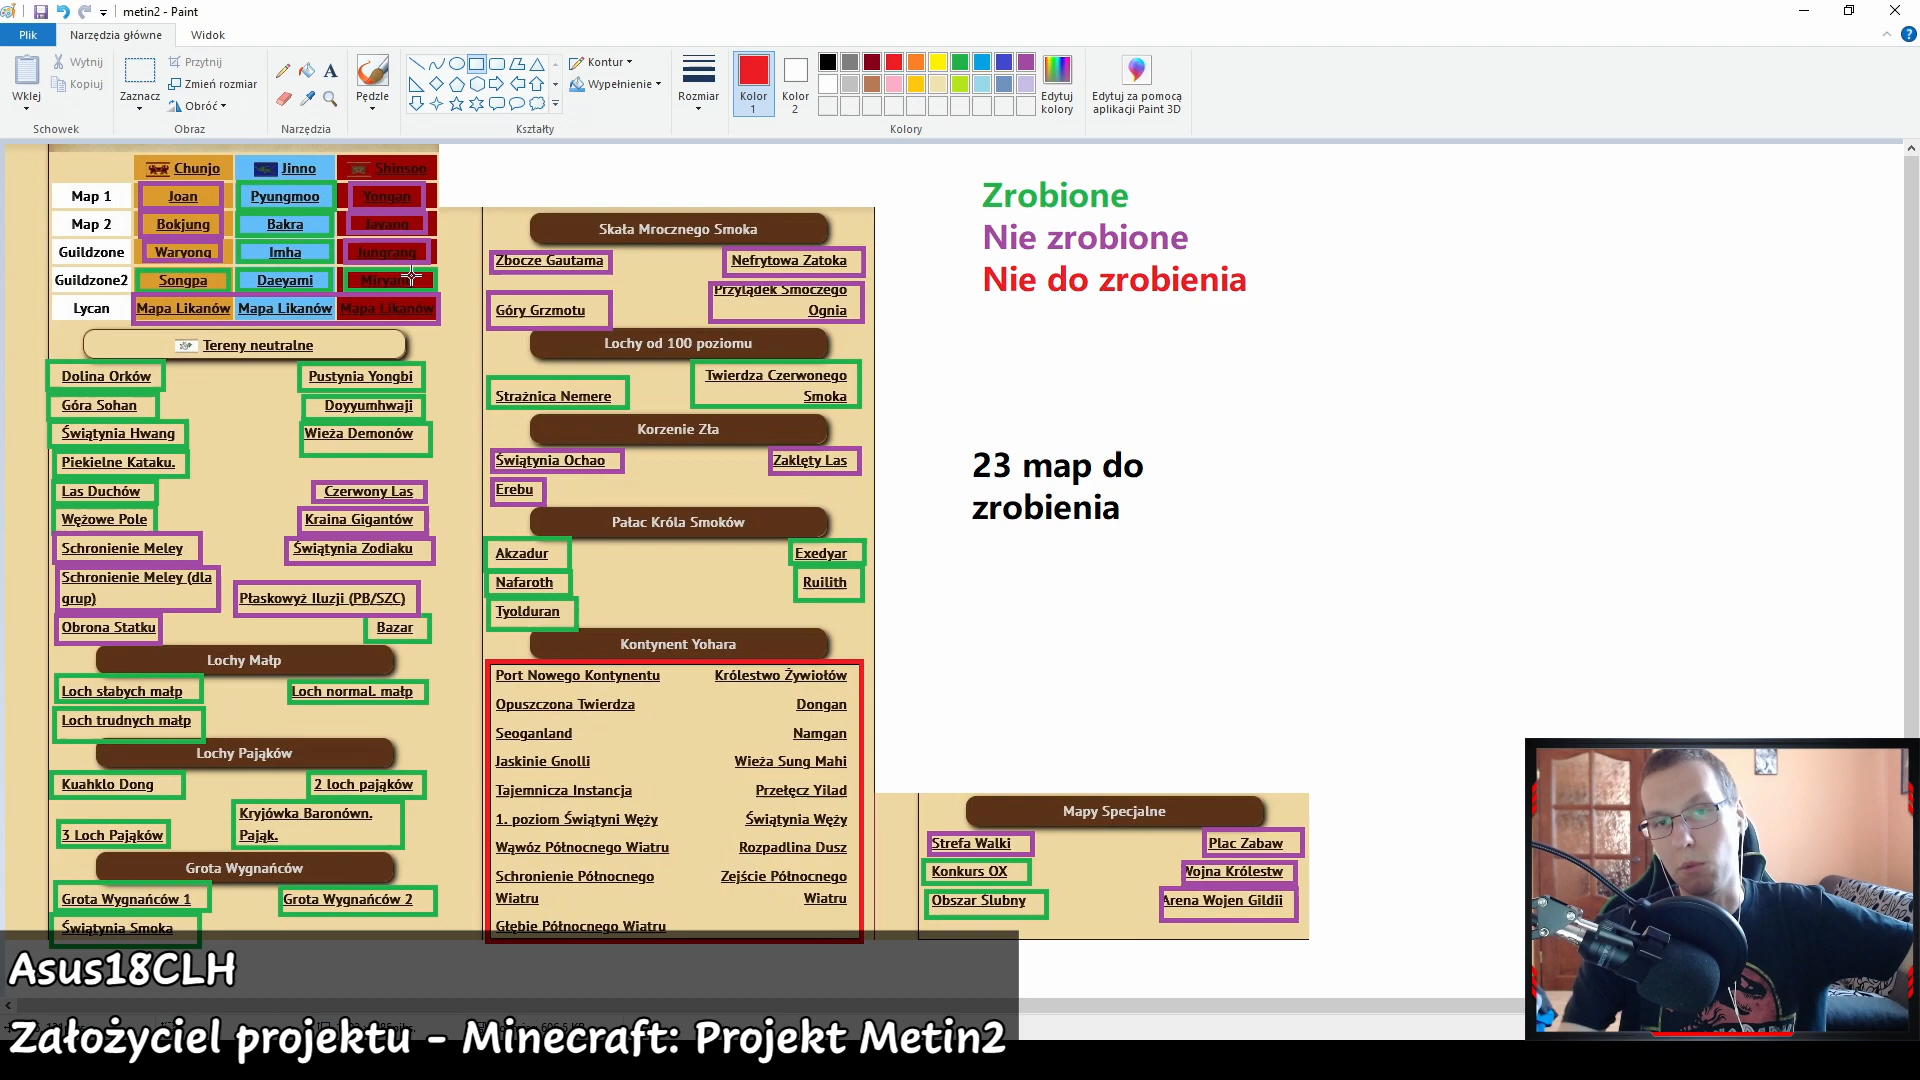 metin2 - Paint
Plik
Narzędzia główne
Widok
Wklej
Wytnij
Kopiuj
Schowek
Zaznacz
Przytnij
Zmień rozmiar
Obróć
Obraz
Narzędzia
Pędzle
Kontur
Wypełnienie
Kształty
Rozmiar
Kolor 1
Kolor 2
Edytuj kolory
Kolory
Edytuj za pomocą aplikacji Paint 3D
Chunjo Jinno Shinsoo
Map 1 Joan Pyungmoo Yongan
Map 2 Bokjung Bakra Jayang
Guildzone Waryong Imha Jungrang
Guildzone2 Songpa Daeyami
Lycan Mapa Likanów Mapa Likanów Mapa Likanów
Tereny neutralne
Dolina Orków Pustynia Yongbi
Góra Sohan Doyyumhwaji
Świątynia Hwang Wieża Demonów
Piekielne Kataku.
Las Duchów Czerwony Las
Wężowe Pole Kraina Gigantów
Schronienie Meley Świątynia Zodiaku
Schronienie Meley (dla
grup) Płaskowyż Iluzji (PB/SZC)
Obrona Statku Bazar
Lochy Małp
Loch słabych małp Loch normal. małp
Loch trudnych małp
Lochy Pająków
Kuahklo Dong 2 loch pająków
3 Loch Pająków Kryjówka Baronówn.
Pająk.
Grota Wygnańców
Grota Wygnańców 1 Grota Wygnańców 2
Świątynia Smoka
Skała Mrocznego Smoka
Zbocze Gautama Nefrytowa Zatoka
Góry Grzmotu Przylądek Smoczego
Ognia
Lochy od 100 poziomu
Strażnica Nemere Twierdza Czerwonego
Smoka
Korzenie Zła
Świątynia Ochao Zaklęty Las
Erebu
Pałac Króla Smoków
Akzadur Exedyar
Nafaroth Ruilith
Tyolduran
Kontynent Yohara
Port Nowego Kontynentu Królestwo Żywiołów
Opuszczona Twierdza Dongan
Seoganland Namgan
Jaskinie Gnolli Wieża Sung Mahi
Tajemnicza Instancja Przełęcz Yilad
1. poziom Świątyni Węży Świątynia Węży
Wąwóz Północnego Wiatru Rozpadlina Dusz
Schronienie Północnego Zejście Północnego
Wiatru Wiatru
Głębie Północnego Wiatru
Zrobione
Nie zrobione
Nie do zrobienia
23 map do
zrobienia
Mapy Specjalne
Strefa Walki Plac Zabaw
Konkurs OX Wojna Królestw
Obszar Slubny Arena Wojen Gildii
Asus18CLH
Założyciel projektu - Minecraft: Projekt Metin2